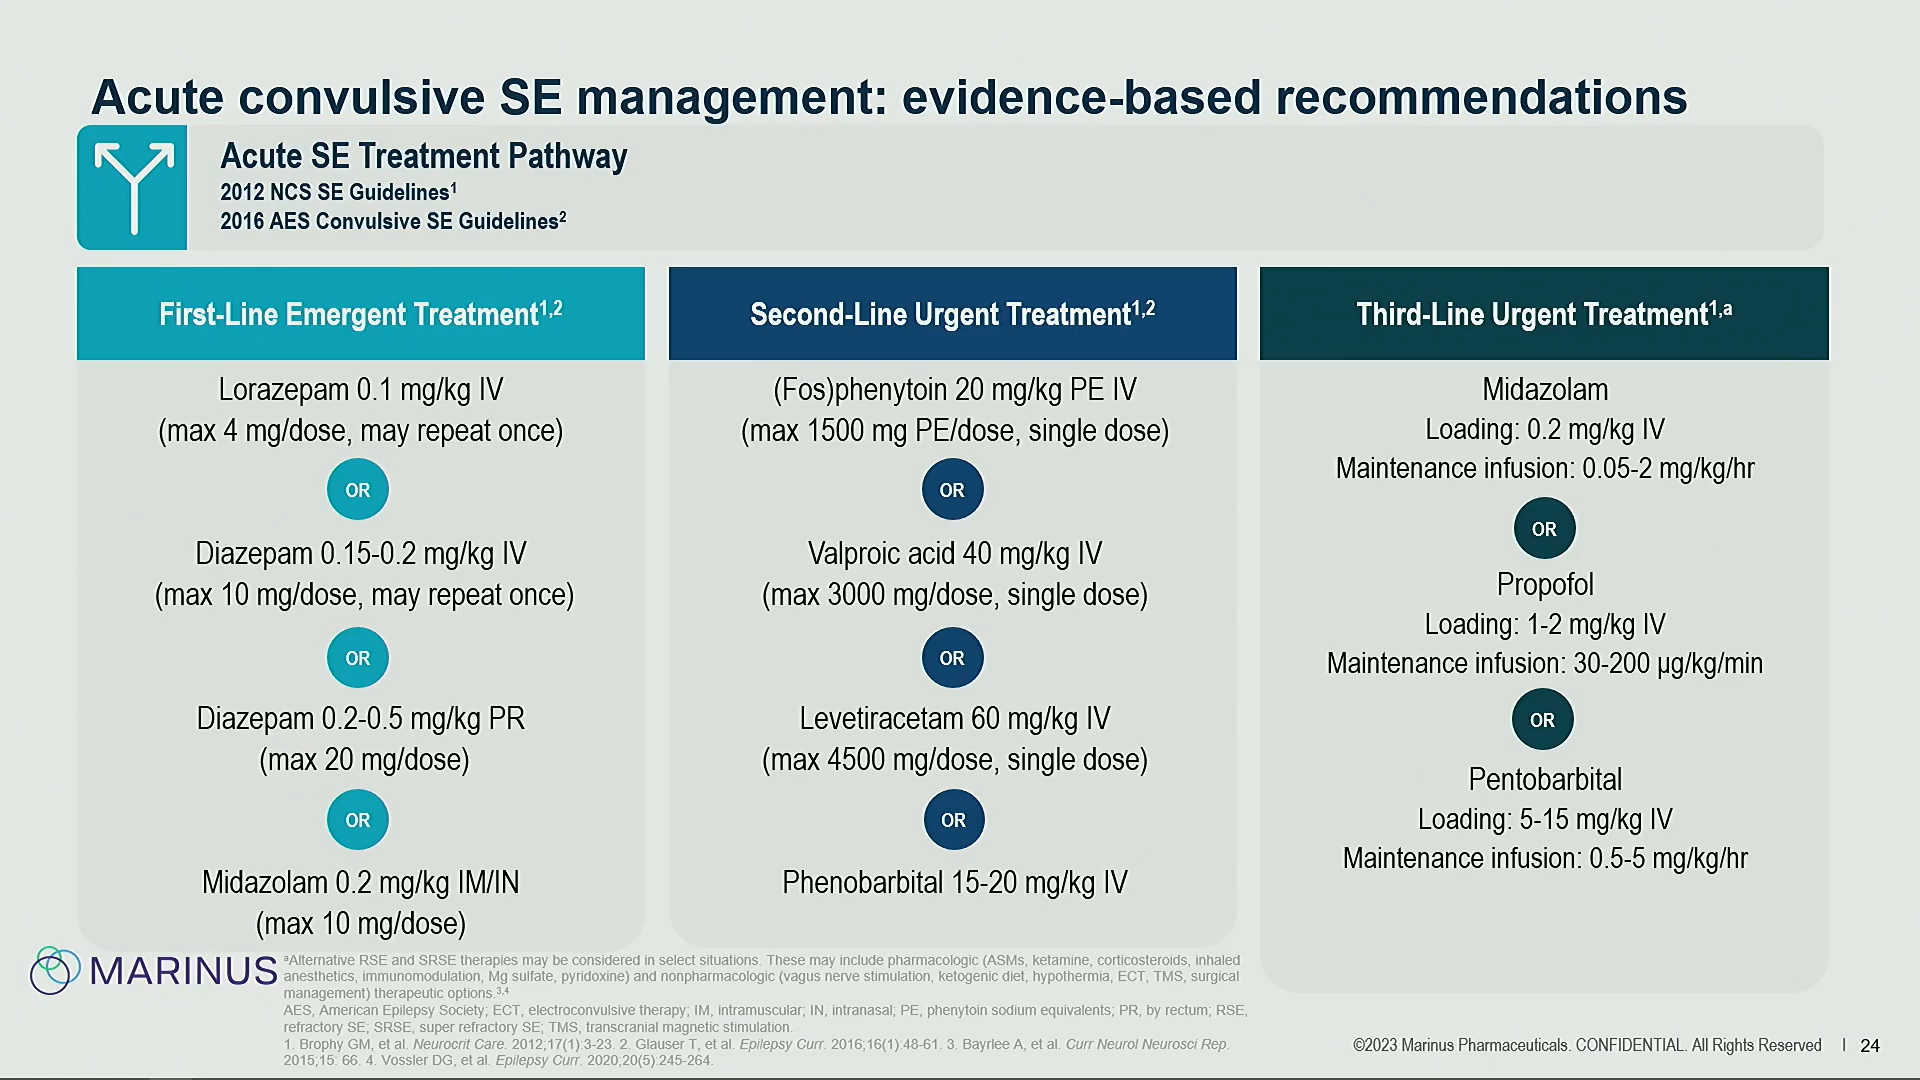 Acute convulsive SE management: evidence-based recommendations
Acute SE Treatment Pathway
2012 NCS SE Guidelines¹
2016 AES Convulsive SE Guidelines²
First-Line Emergent Treatment¹,²
Lorazepam 0.1 mg/kg IV
(max 4 mg/dose, may repeat once)
OR
Diazepam 0.15-0.2 mg/kg IV
(max 10 mg/dose, may repeat once)
OR
Diazepam 0.2-0.5 mg/kg PR
(max 20 mg/dose)
OR
Midazolam 0.2 mg/kg IM/IN
(max 10 mg/dose)
Second-Line Urgent Treatment¹,²
(Fos)phenytoin 20 mg/kg PE IV
(max 1500 mg PE/dose, single dose)
OR
Valproic acid 40 mg/kg IV
(max 3000 mg/dose, single dose)
OR
Levetiracetam 60 mg/kg IV
(max 4500 mg/dose, single dose)
OR
Phenobarbital 15-20 mg/kg IV
Third-Line Urgent Treatment¹,ᵃ
Midazolam
Loading: 0.2 mg/kg IV
Maintenance infusion: 0.05-2 mg/kg/hr
OR
Propofol
Loading: 1-2 mg/kg IV
Maintenance infusion: 30-200 µg/kg/min
OR
Pentobarbital
Loading: 5-15 mg/kg IV
Maintenance infusion: 0.5-5 mg/kg/hr
MARINUS
ᵃAlternative RSE and SRSE therapies may be considered in select situations. These may include pharmacologic (ASMs, ketamine, corticosteroids, inhaled
anesthetics, immunomodulation, Mg sulfate, pyridoxine) and nonpharmacologic (vagus nerve stimulation, ketogenic diet, hypothermia, ECT, TMS, surgical
management) therapeutic options.³,⁴
AES, American Epilepsy Society; ECT, electroconvulsive therapy; IM, intramuscular; IN, intranasal; PE, phenytoin sodium equivalents; PR, by rectum; RSE,
refractory SE; SRSE, super refractory SE; TMS, transcranial magnetic stimulation.
1. Brophy GM, et al. Neurocrit Care. 2012;17(1):3-23. 2. Glauser T, et al. Epilepsy Curr. 2016;16(1):48-61. 3. Bayrlee A, et al. Curr Neurol Neurosci Rep.
2015;15: 66. 4. Vossler DG, et al. Epilepsy Curr. 2020;20(5):245-264.
©2023 Marinus Pharmaceuticals. CONFIDENTIAL. All Rights Reserved | 24